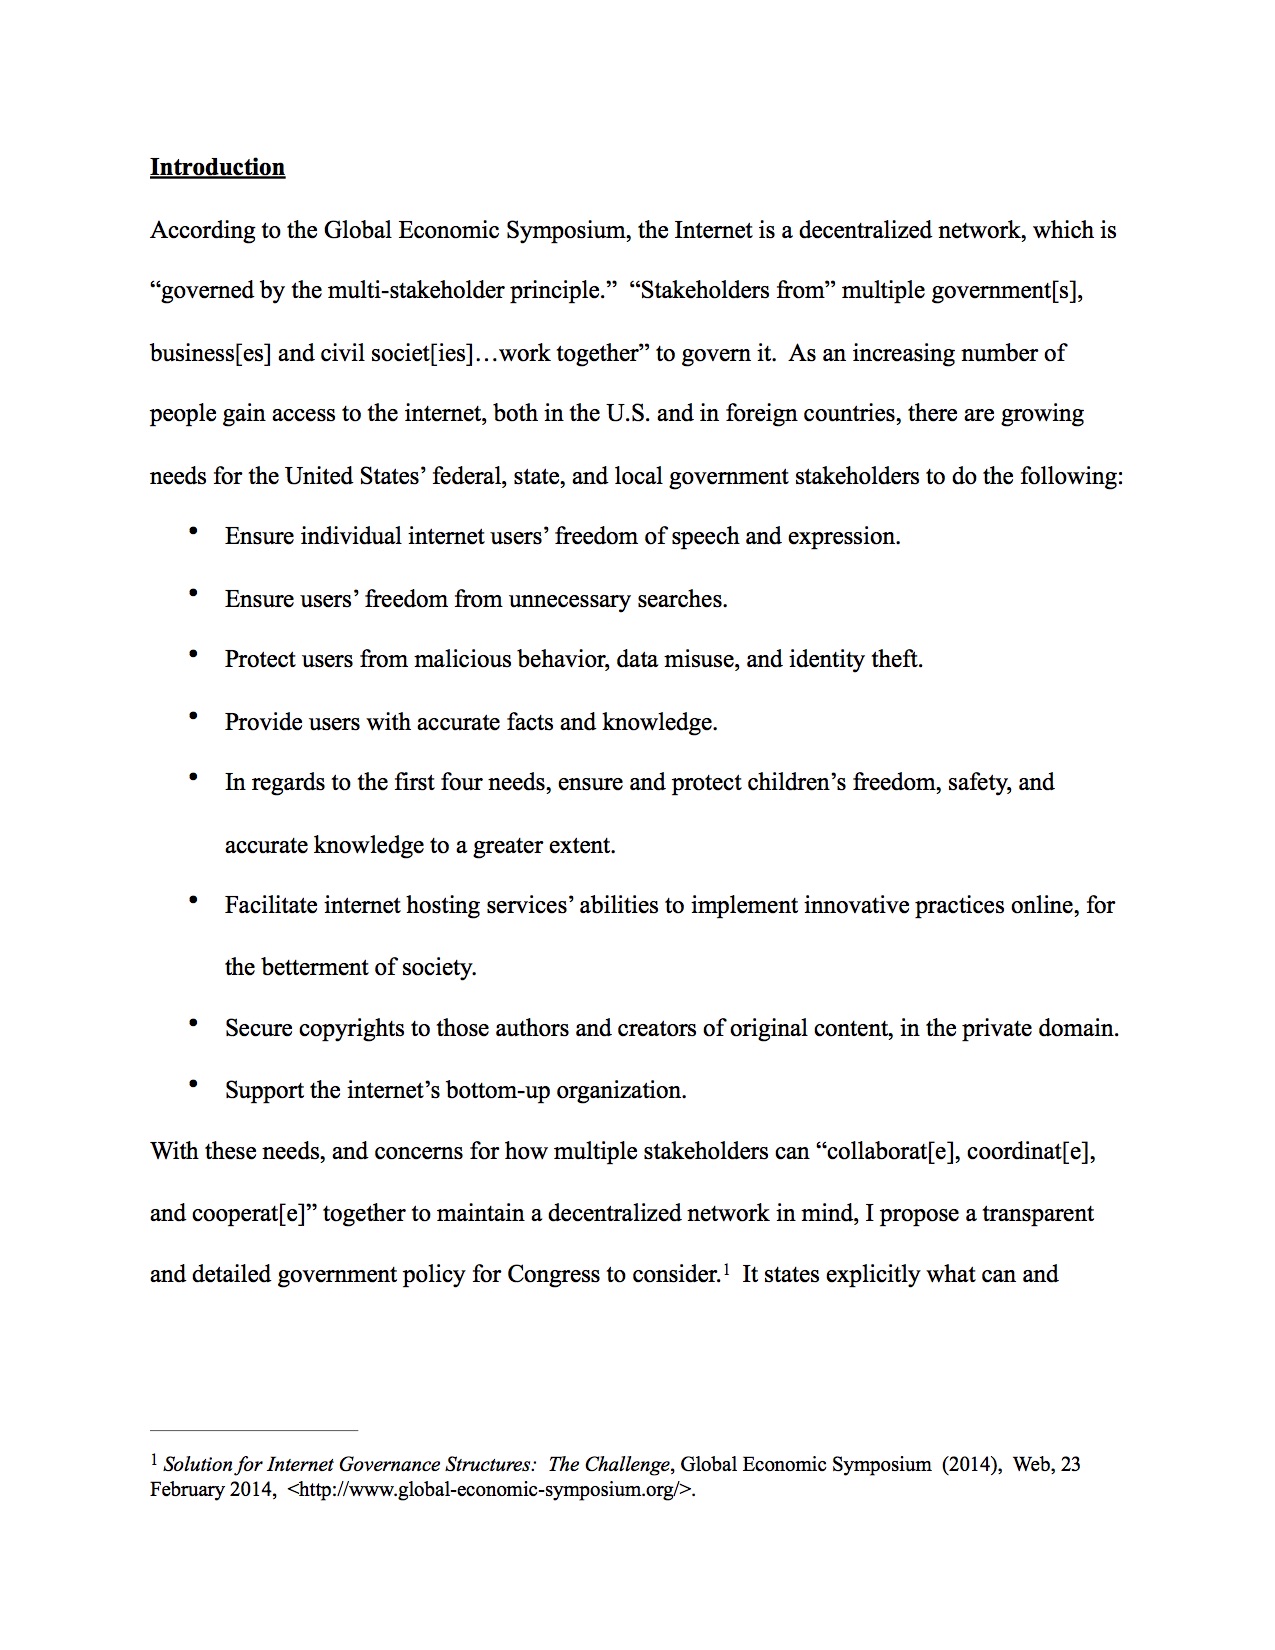 Introduction
According to the Global Economic Symposium, the Internet is a decentralized network, which is
“governed by the multi-stakeholder principle.”  “Stakeholders from” multiple government[s],
business[es] and civil societ[ies]…work together” to govern it.  As an increasing number of
people gain access to the internet, both in the U.S. and in foreign countries, there are growing
needs for the United States’ federal, state, and local government stakeholders to do the following:
• Ensure individual internet users’ freedom of speech and expression.
• Ensure users’ freedom from unnecessary searches.
• Protect users from malicious behavior, data misuse, and identity theft.
• Provide users with accurate facts and knowledge.
• In regards to the first four needs, ensure and protect children’s freedom, safety, and
accurate knowledge to a greater extent.
• Facilitate internet hosting services’ abilities to implement innovative practices online, for
the betterment of society.
• Secure copyrights to those authors and creators of original content, in the private domain.
• Support the internet’s bottom-up organization.
With these needs, and concerns for how multiple stakeholders can “collaborat[e], coordinat[e],
and cooperat[e]” together to maintain a decentralized network in mind, I propose a transparent
and detailed government policy for Congress to consider.1  It states explicitly what can and
1 Solution for Internet Governance Structures:  The Challenge, Global Economic Symposium  (2014),  Web, 23
February 2014,  <http://www.global-economic-symposium.org/>.